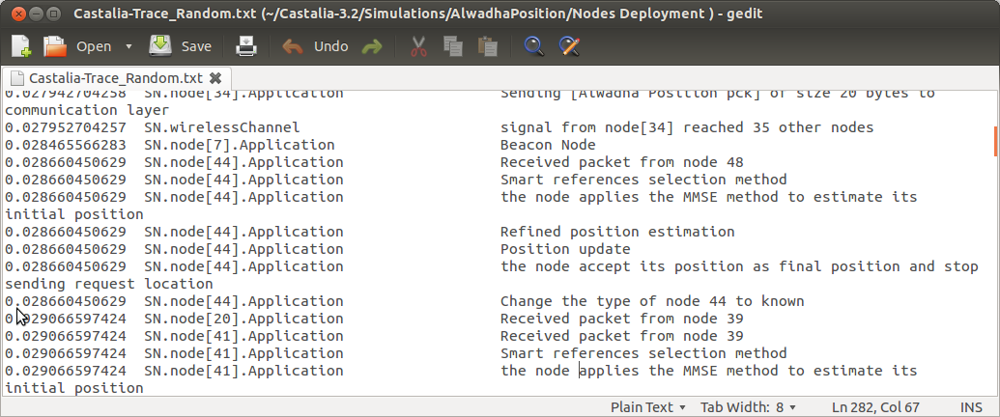 Castalia-Trace_Random.txt (~/Castalia-3.2/Simulations/AlwadhaPosition/Nodes Deployment ) - gedit
Open Save Undo
Castalia-Trace_Random.txt
0.027942704258 SN.node[34].Application Sending [Alwadha Position pck] of size 20 bytes to
communication layer
0.027952704257 SN.wirelessChannel signal from node[34] reached 35 other nodes
0.028465566283 SN.node[7].Application Beacon Node
0.028660450629 SN.node[44].Application Received packet from node 48
0.028660450629 SN.node[44].Application Smart references selection method
0.028660450629 SN.node[44].Application the node applies the MMSE method to estimate its
initial position
0.028660450629 SN.node[44].Application Refined position estimation
0.028660450629 SN.node[44].Application Position update
0.028660450629 SN.node[44].Application the node accept its position as final position and stop
sending request location
0.028660450629 SN.node[44].Application Change the type of node 44 to known
0.029066597424 SN.node[20].Application Received packet from node 39
0.029066597424 SN.node[41].Application Received packet from node 39
0.029066597424 SN.node[41].Application Smart references selection method
0.029066597424 SN.node[41].Application the node applies the MMSE method to estimate its
initial position
Plain Text Tab Width: 8 Ln 282, Col 67 INS